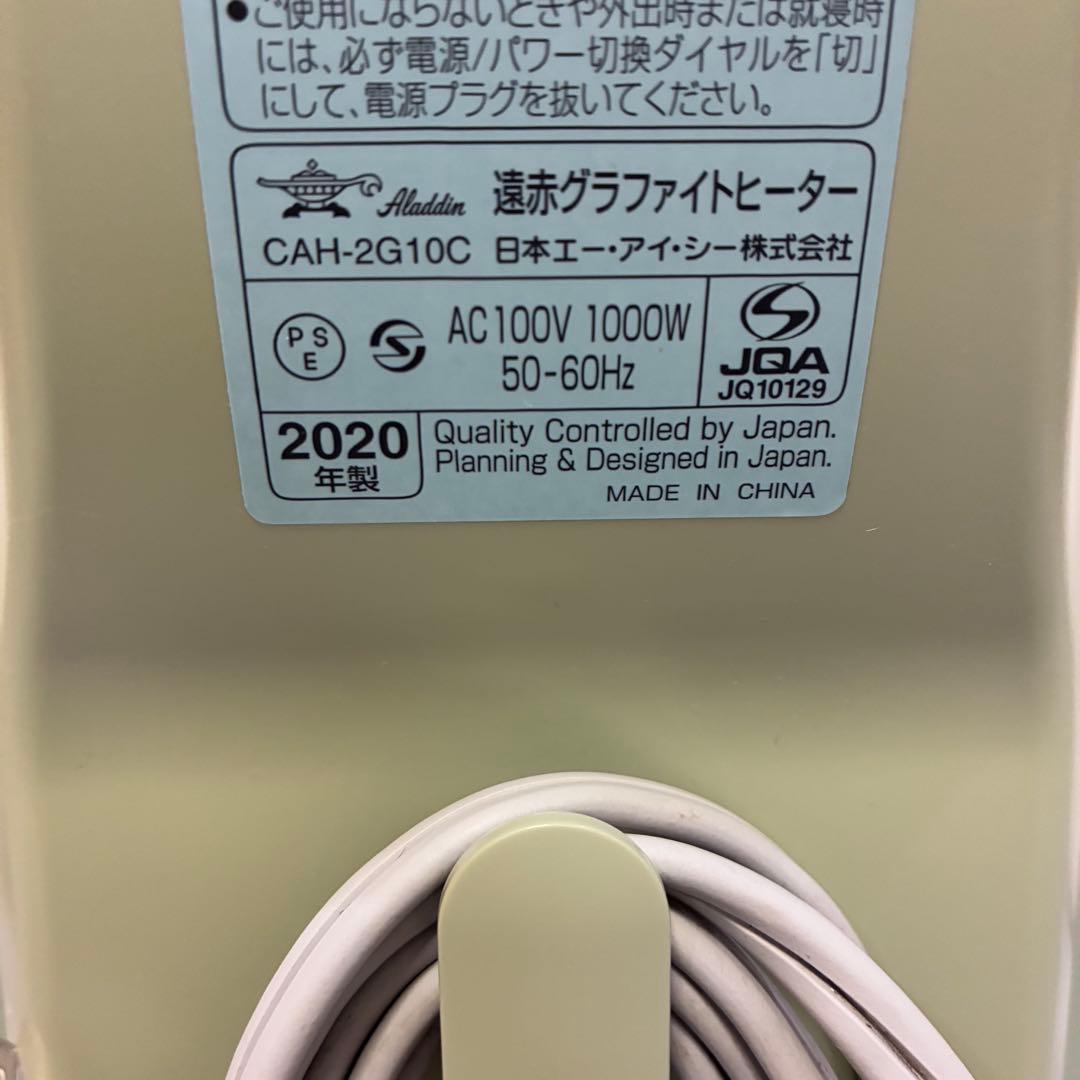 ●ご使用にならないときや外出時または就寝時
には、必ず電源/パワー切換ダイヤルを「切」
にして、電源プラグを抜いてください。
Aladdin 遠赤グラファイトヒーター
CAH-2G10C 日本エー・アイ・シー株式会社
PSE AC100V 1000W
50-60Hz
JQA
JQ10129
2020
年製
Quality Controlled by Japan.
Planning & Designed in Japan.
MADE IN CHINA